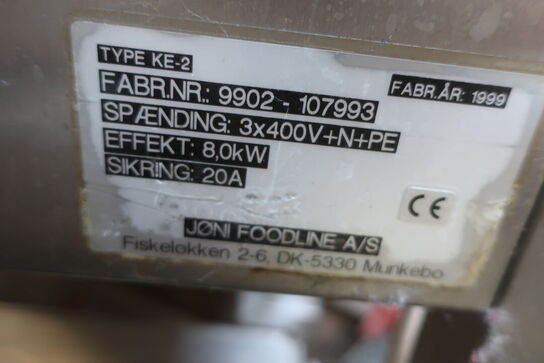 TYPE KE-2
FABR.NR.: 9902 - 107993
FABR.ÅR: 1999
SPÆNDING: 3x400V+N+PE
EFFEKT: 8,0kW
SIKRING: 20A
CE
JØNI FOODLINE A/S
Fiskeløkken 2-6, DK-5330 Munkebo